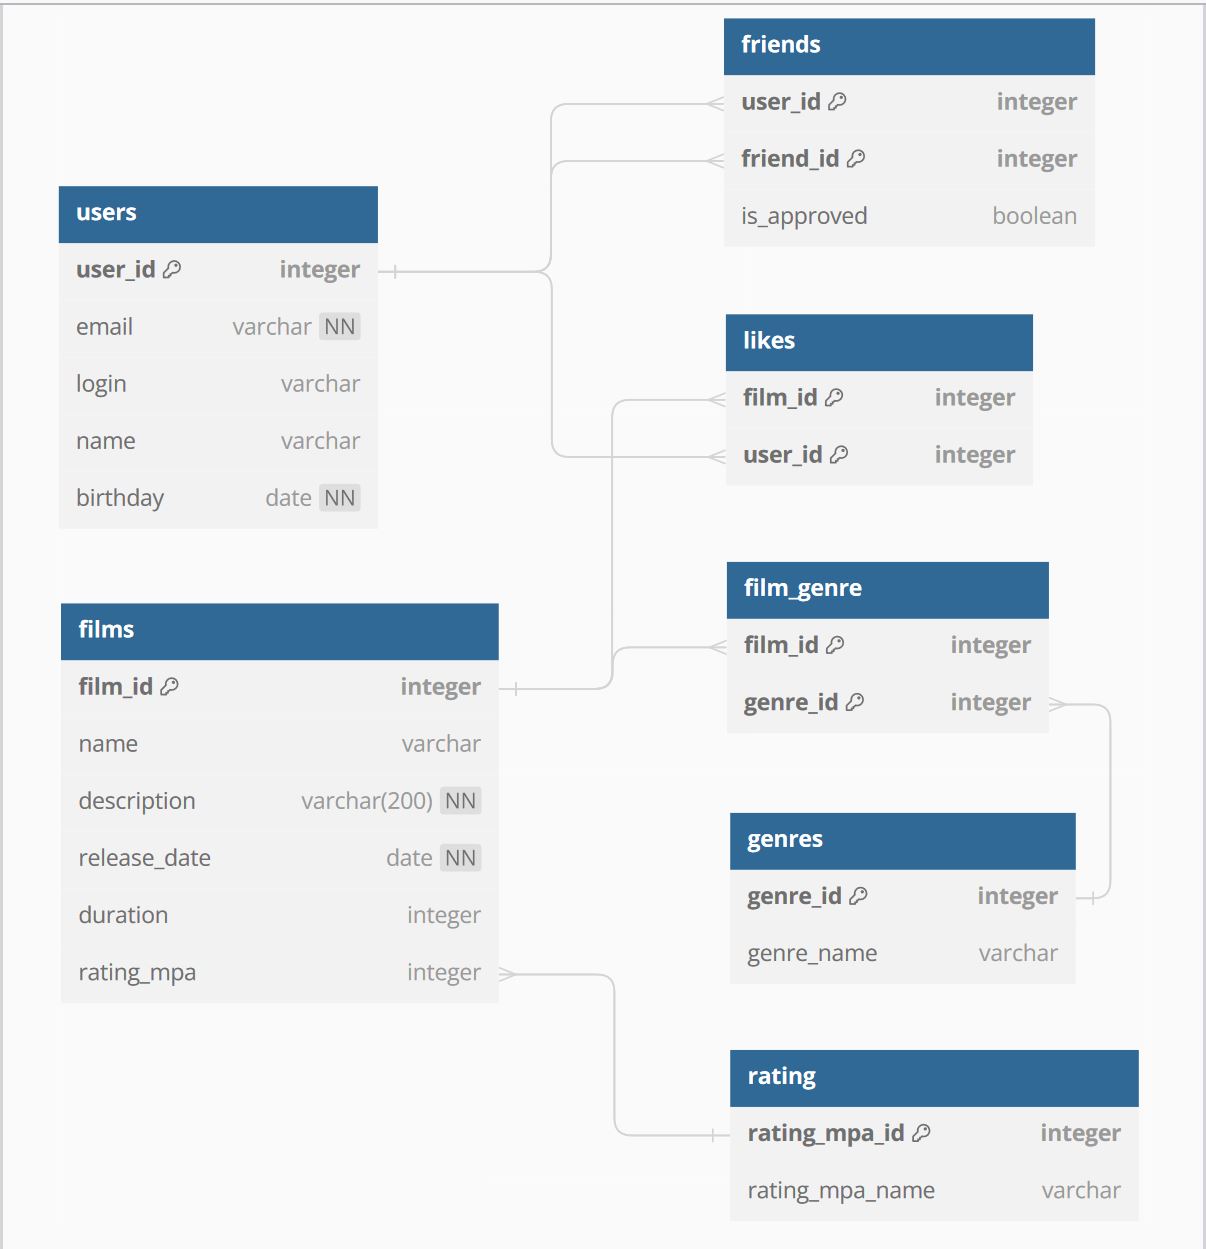 friends
user_id integer
friend_id integer
is_approved boolean
users
user_id integer
email varchar NN
login varchar
name varchar
birthday date NN
likes
film_id integer
user_id integer
film_genre
film_id integer
genre_id integer
films
film_id integer
name varchar
description varchar(200) NN
release_date date NN
duration integer
rating_mpa integer
genres
genre_id integer
genre_name varchar
rating
rating_mpa_id integer
rating_mpa_name varchar